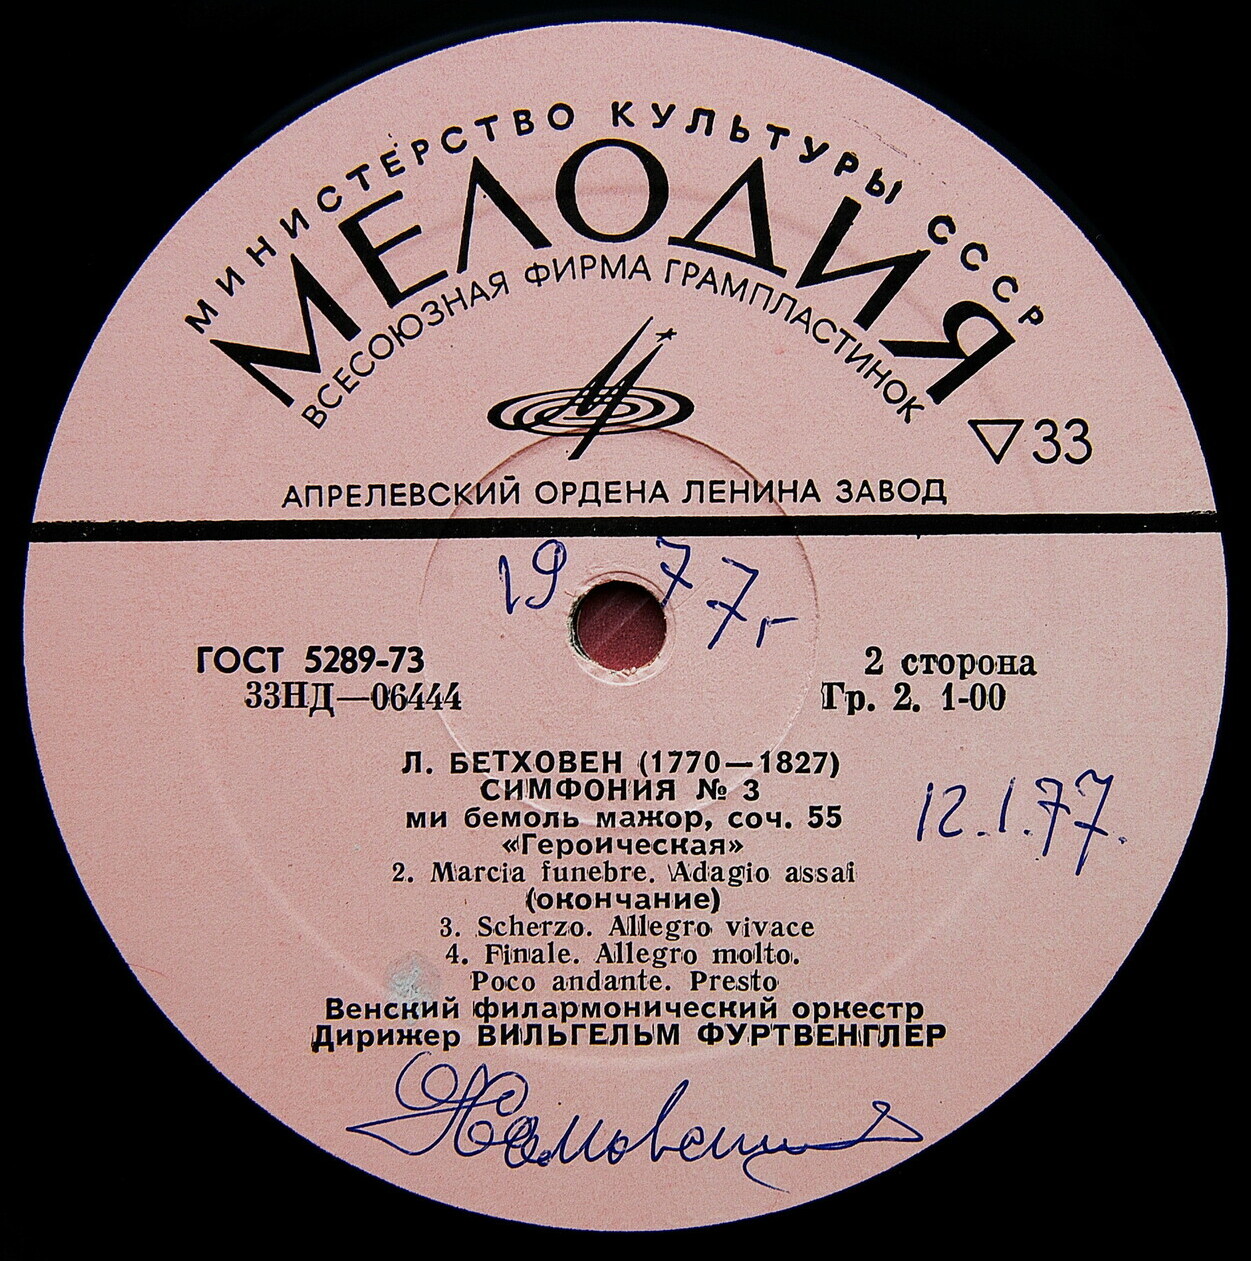 МИНИСТЕРСТВО КУЛЬТУРЫ СССР
МЕЛОДИЯ
ВСЕСОЮЗНАЯ ФИРМА ГРАМПЛАСТИНОК
▽33
АПРЕЛЕВСКИЙ ОРДЕНА ЛЕНИНА ЗАВОД
1977г
ГОСТ 5289-73
33НД—06444
2 сторона
Гр. 2. 1-00
Л. БЕТХОВЕН (1770—1827)
СИМФОНИЯ № 3
ми бемоль мажор, соч. 55
«Героическая»
12.1.77.
2. Marcia funebre. Adagio assai
(окончание)
3. Scherzo. Allegro vivace
4. Finale. Allegro molto.
Poco andante. Presto
Венский филармонический оркестр
Дирижер ВИЛЬГЕЛЬМ ФУРТВЕНГЛЕР